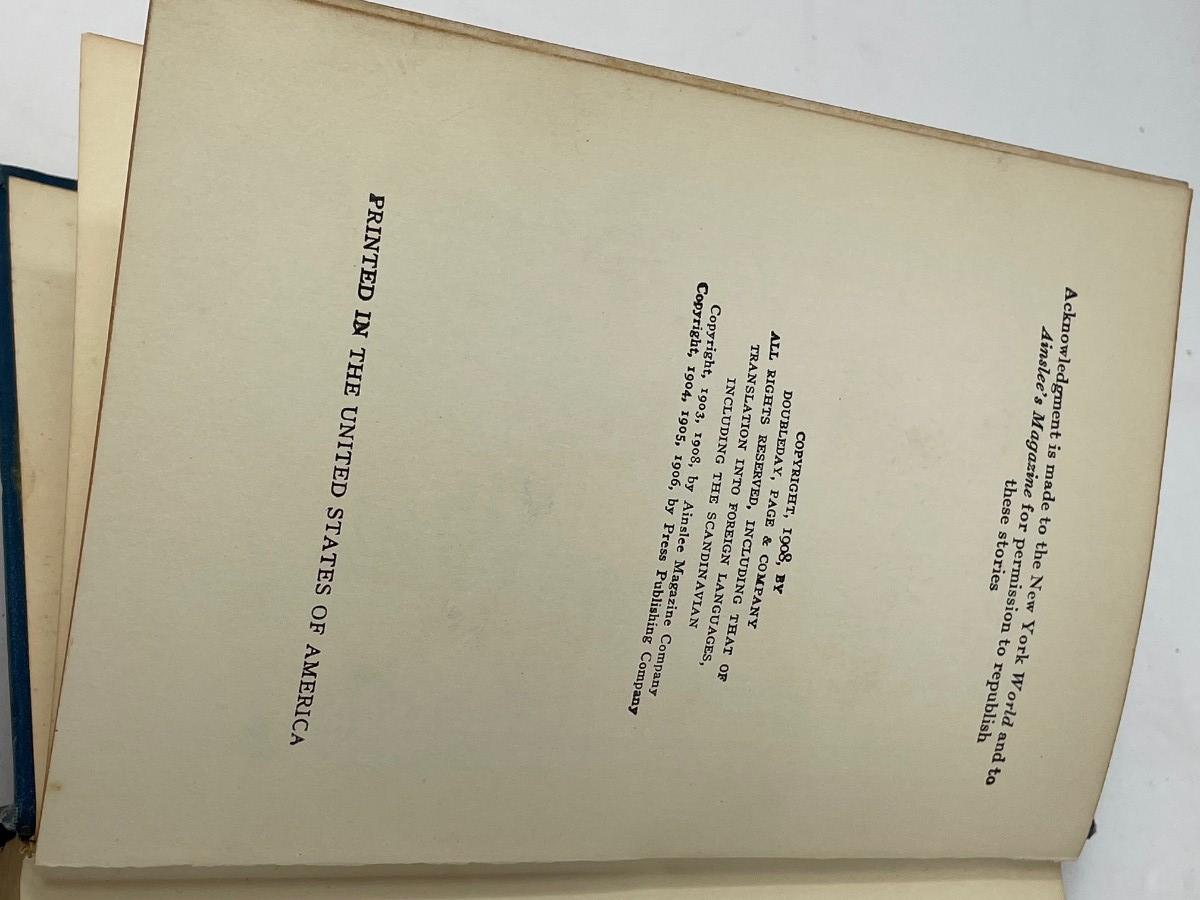 Acknowledgment is made to the New York World and to
Ainslee's Magazine for permission to republish
these stories
COPYRIGHT, 1908, BY
DOUBLEDAY, PAGE & COMPANY
ALL RIGHTS RESERVED, INCLUDING THAT OF
TRANSLATION INTO FOREIGN LANGUAGES,
INCLUDING THE SCANDINAVIAN
Copyright, 1903, 1908, by Ainslee Magazine Company
Copyright, 1904, 1905, 1906, by Press Publishing Company
PRINTED IN THE UNITED STATES OF AMERICA